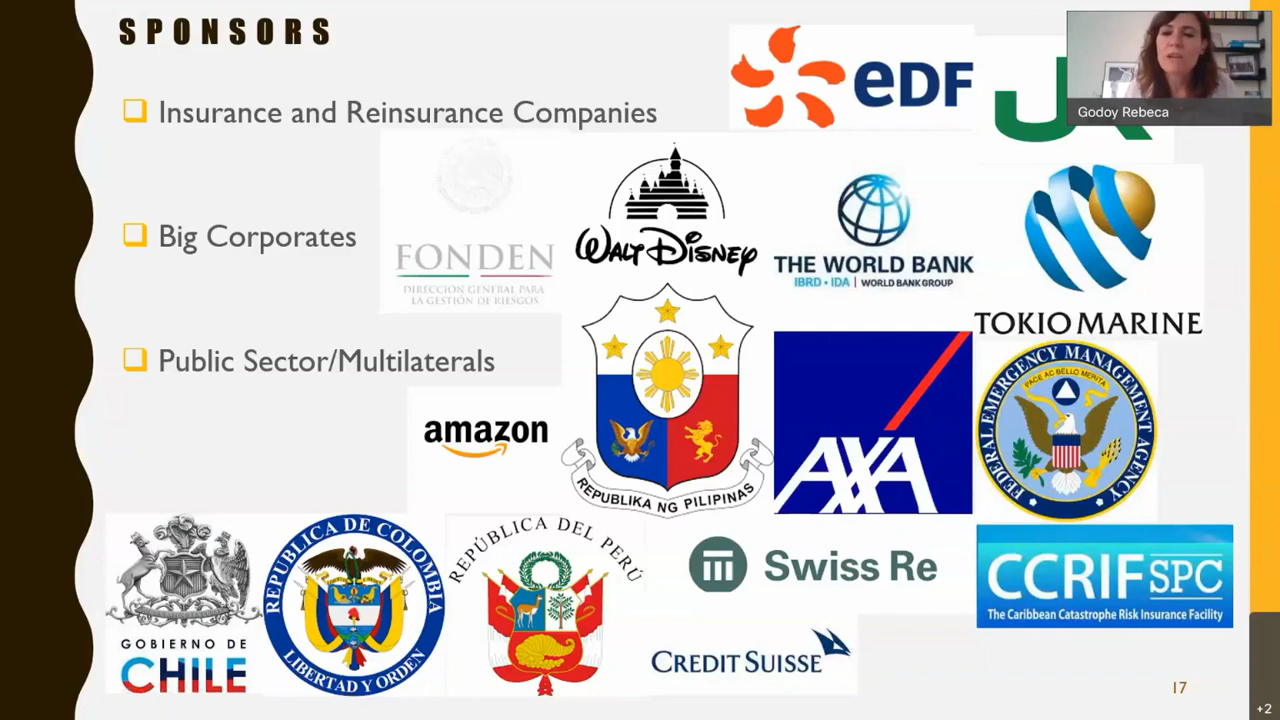 SPONSORS
Insurance and Reinsurance Companies
Big Corporates
Public Sector/Multilaterals
eDF
Godoy Rebeca
FONDEN
DIRECCIÓN GENERAL PARA
LA GESTIÓN DE RIESGOS
WALT DISNEY
THE WORLD BANK
IBRD • IDA | WORLD BANK GROUP
TOKIO MARINE
amazon
REPUBLIKA NG PILIPINAS
AXA
FEDERAL EMERGENCY MANAGEMENT AGENCY
PACE AC BELLO MERITA
GOBIERNO DE
CHILE
REPUBLICA DE COLOMBIA
LIBERTAD Y ORDEN
REPÚBLICA DEL PERÚ
Swiss Re
CREDIT SUISSE
CCRIF SPC
The Caribbean Catastrophe Risk Insurance Facility
17
+2